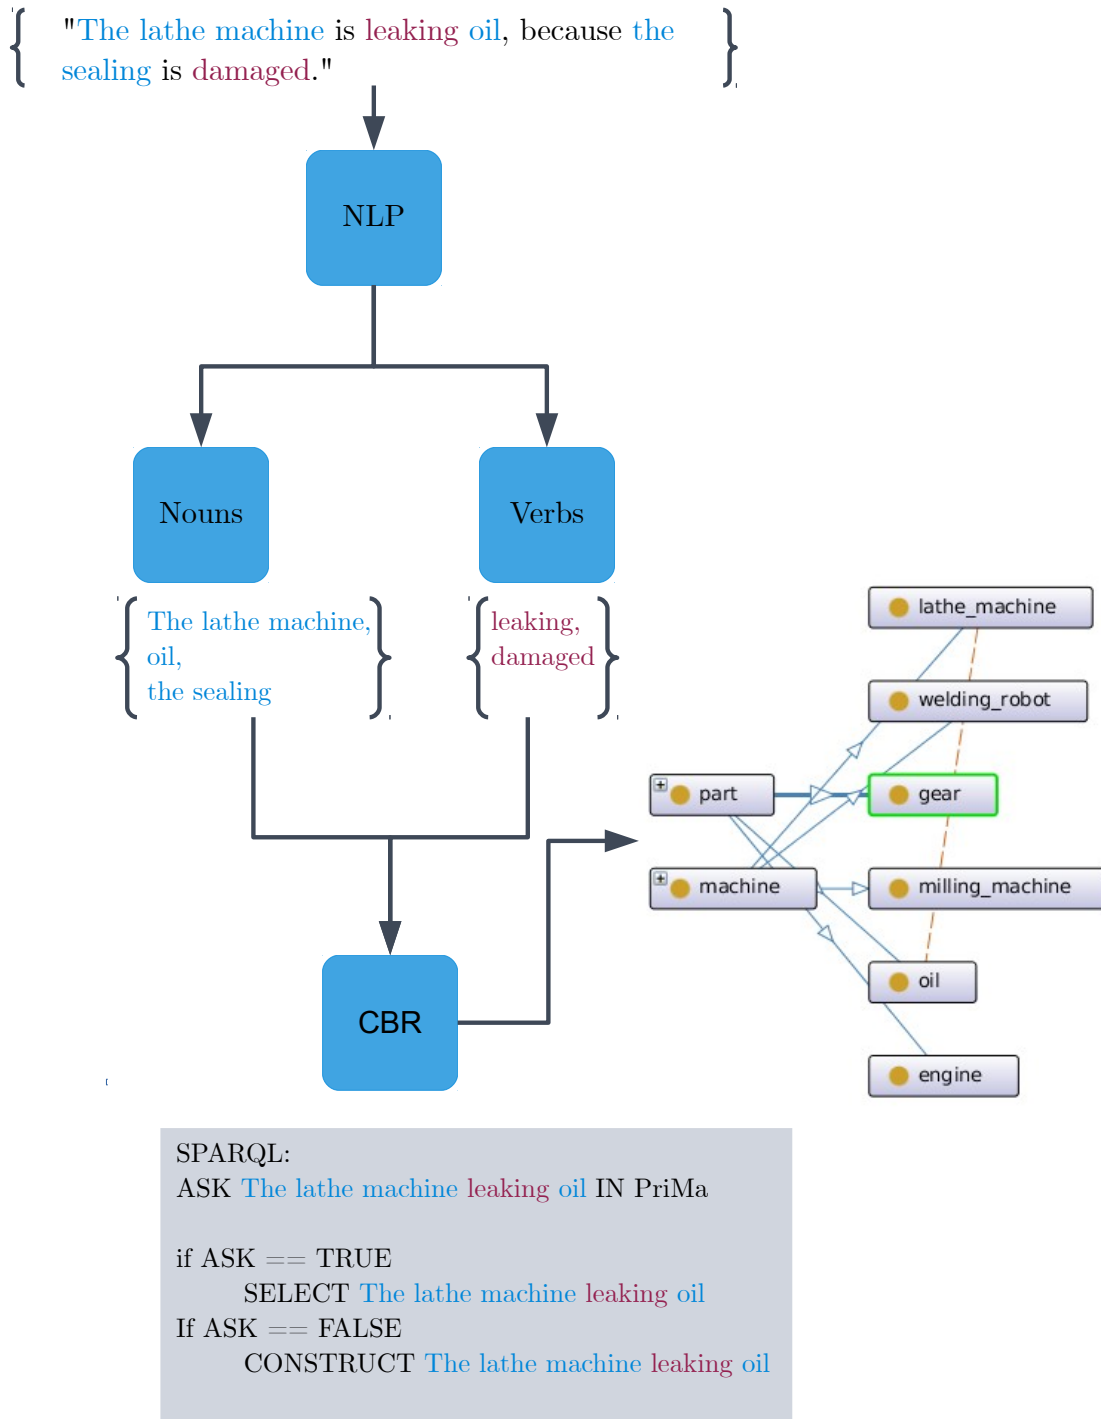 "The lathe machine is leaking oil, because the
sealing is damaged."
NLP
Nouns
Verbs
The lathe machine,
oil,
the sealing
leaking,
damaged
lathe_machine
welding_robot
part
gear
machine
milling_machine
oil
engine
CBR
SPARQL:
ASK The lathe machine leaking oil IN PriMa
if ASK == TRUE
SELECT The lathe machine leaking oil
If ASK == FALSE
CONSTRUCT The lathe machine leaking oil